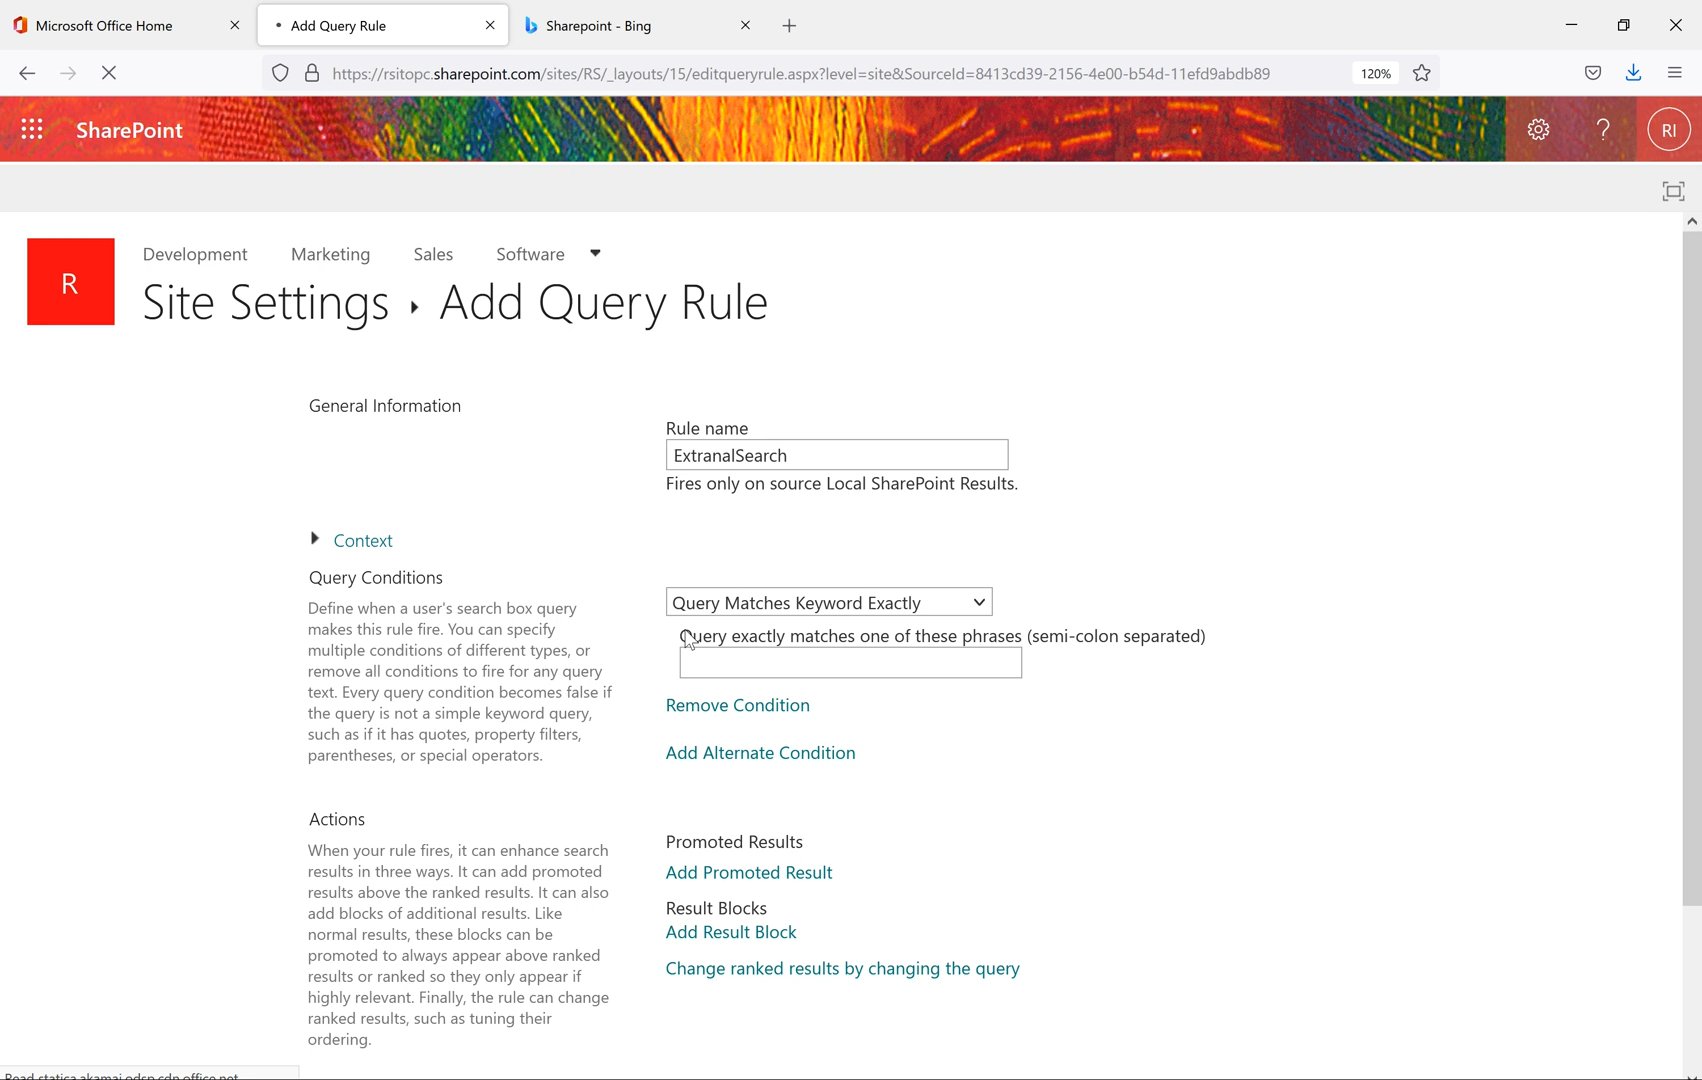 Microsoft Office Home
Add Query Rule
Sharepoint - Bing
https://rsitopc.sharepoint.com/sites/RS/_layouts/15/editqueryrule.aspx?level=site&SourceId=8413cd39-2156-4e00-b54d-11efd9abdb89
120%
SharePoint
?
RI
R
Development Marketing Sales Software
Site Settings Add Query Rule
General Information
Rule name
ExtranalSearch
Fires only on source Local SharePoint Results.
Context
Query Conditions
Define when a user's search box query
makes this rule fire. You can specify
multiple conditions of different types, or
remove all conditions to fire for any query
text. Every query condition becomes false if
the query is not a simple keyword query,
such as if it has quotes, property filters,
parentheses, or special operators.
Query Matches Keyword Exactly
Query exactly matches one of these phrases (semi-colon separated)
Remove Condition
Add Alternate Condition
Actions
When your rule fires, it can enhance search
results in three ways. It can add promoted
results above the ranked results. It can also
add blocks of additional results. Like
normal results, these blocks can be
promoted to always appear above ranked
results or ranked so they only appear if
highly relevant. Finally, the rule can change
ranked results, such as tuning their
ordering.
Promoted Results
Add Promoted Result
Result Blocks
Add Result Block
Change ranked results by changing the query